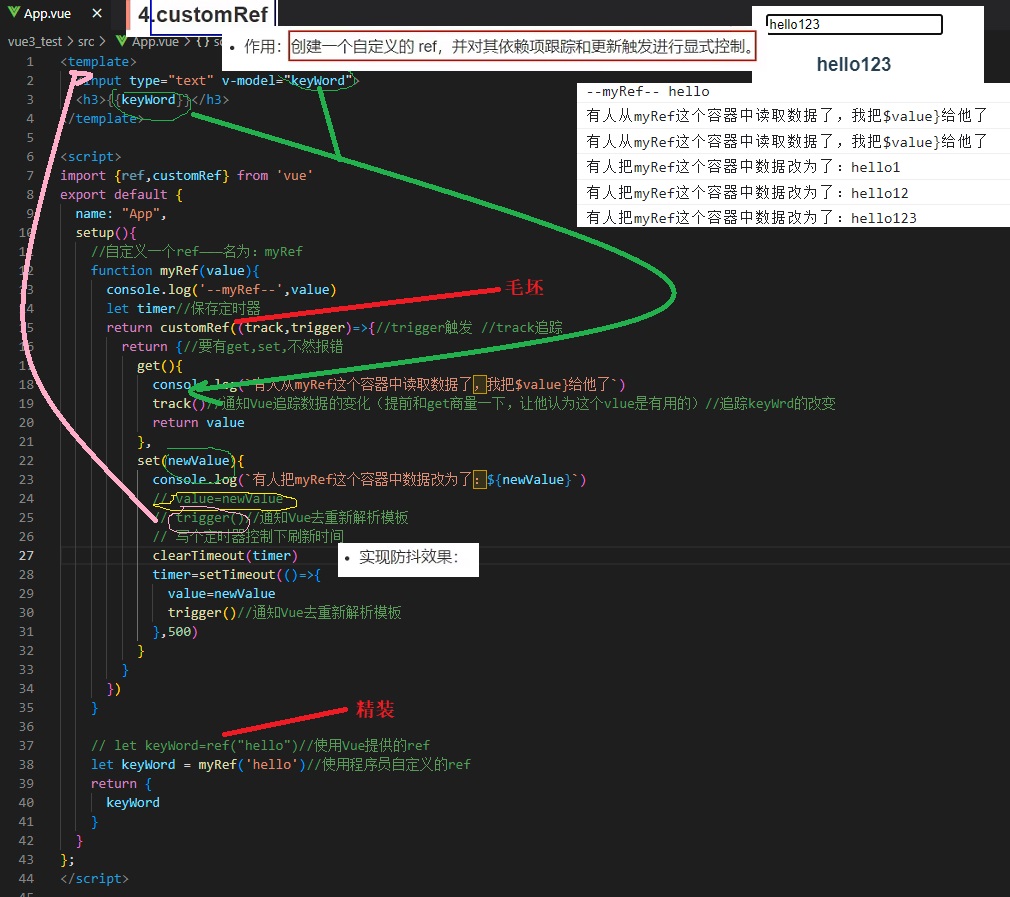 App.vue ×
4.customRef
vue3_test > src > App.vue > {} sc
• 作用：创建一个自定义的 ref，并对其依赖项跟踪和更新触发进行显式控制。
hello123
hello123
--myRef-- hello
有人从myRef这个容器中读取数据了，我把$value}给他了
有人从myRef这个容器中读取数据了，我把$value}给他了
有人把myRef这个容器中数据改为了：hello1
有人把myRef这个容器中数据改为了：hello12
有人把myRef这个容器中数据改为了：hello123
1 <template>
2 input type="text" v-model="keyWord">
3 <h3>{{keyWord}}</h3>
4 </template>
5
6 <script>
7 import {ref,customRef} from 'vue'
8 export default {
9 name: "App",
10 setup(){
11 //自定义一个ref——名为：myRef
12 function myRef(value){
13 console.log('--myRef--',value)
14 let timer//保存定时器
15 return customRef((track,trigger)=>{//trigger触发 //track追踪
16 return {//要有get,set,不然报错
17 get(){
18 console.log(`有人从myRef这个容器中读取数据了，我把$value}给他了`)
19 track()//通知Vue追踪数据的变化（提前和get商量一下，让他认为这个vlue是有用的）//追踪keyWrd的改变
20 return value
21 },
22 set(newValue){
23 console.log(`有人把myRef这个容器中数据改为了：${newValue}`)
24 // value=newValue
25 // trigger()//通知Vue去重新解析模板
26 // 写个定时器控制下刷新时间
27 clearTimeout(timer)
28 timer=setTimeout(()=>{
29 value=newValue
30 trigger()//通知Vue去重新解析模板
31 },500)
32 }
33 }
34 })
35 }
36
37 // let keyWord=ref("hello")//使用Vue提供的ref
38 let keyWord = myRef('hello')//使用程序员自定义的ref
39 return {
40 keyWord
41 }
42 }
43 };
44 </script>
45
毛坯
• 实现防抖效果：
精装